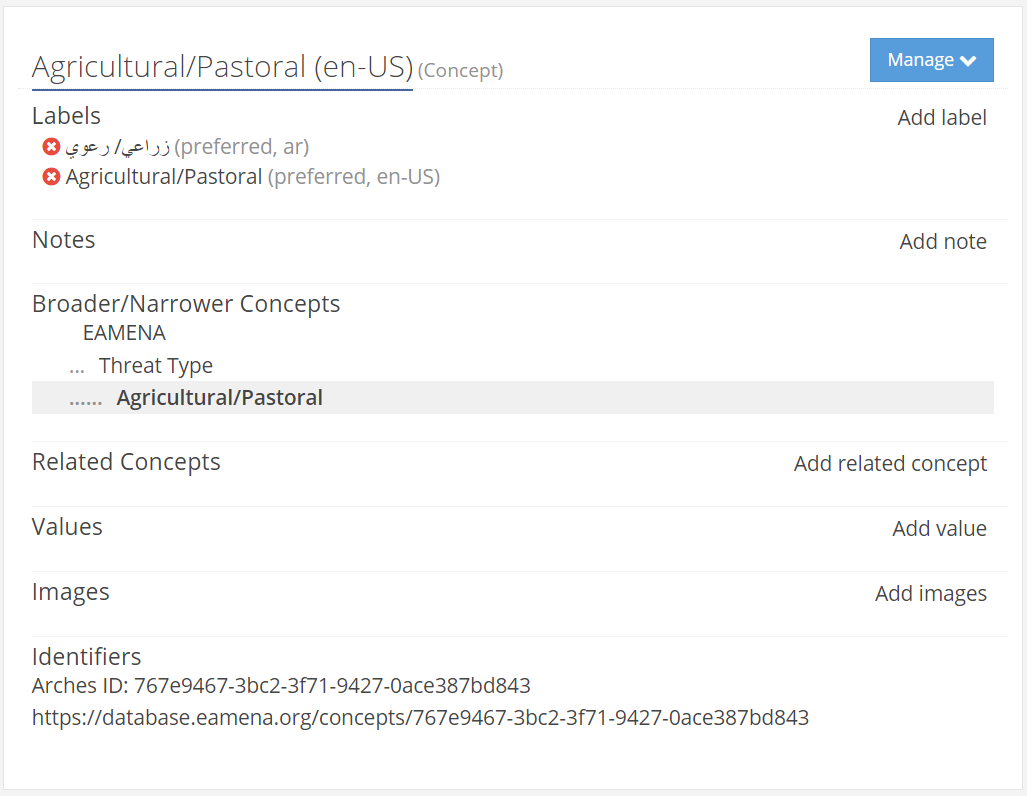 Agricultural/Pastoral (en-US) (Concept)
Manage
Labels
Add label
زراعي/ رعوي (preferred, ar)
Agricultural/Pastoral (preferred, en-US)
Notes
Add note
Broader/Narrower Concepts
EAMENA
... Threat Type
...... Agricultural/Pastoral
Related Concepts
Add related concept
Values
Add value
Images
Add images
Identifiers
Arches ID: 767e9467-3bc2-3f71-9427-0ace387bd843
https://database.eamena.org/concepts/767e9467-3bc2-3f71-9427-0ace387bd843